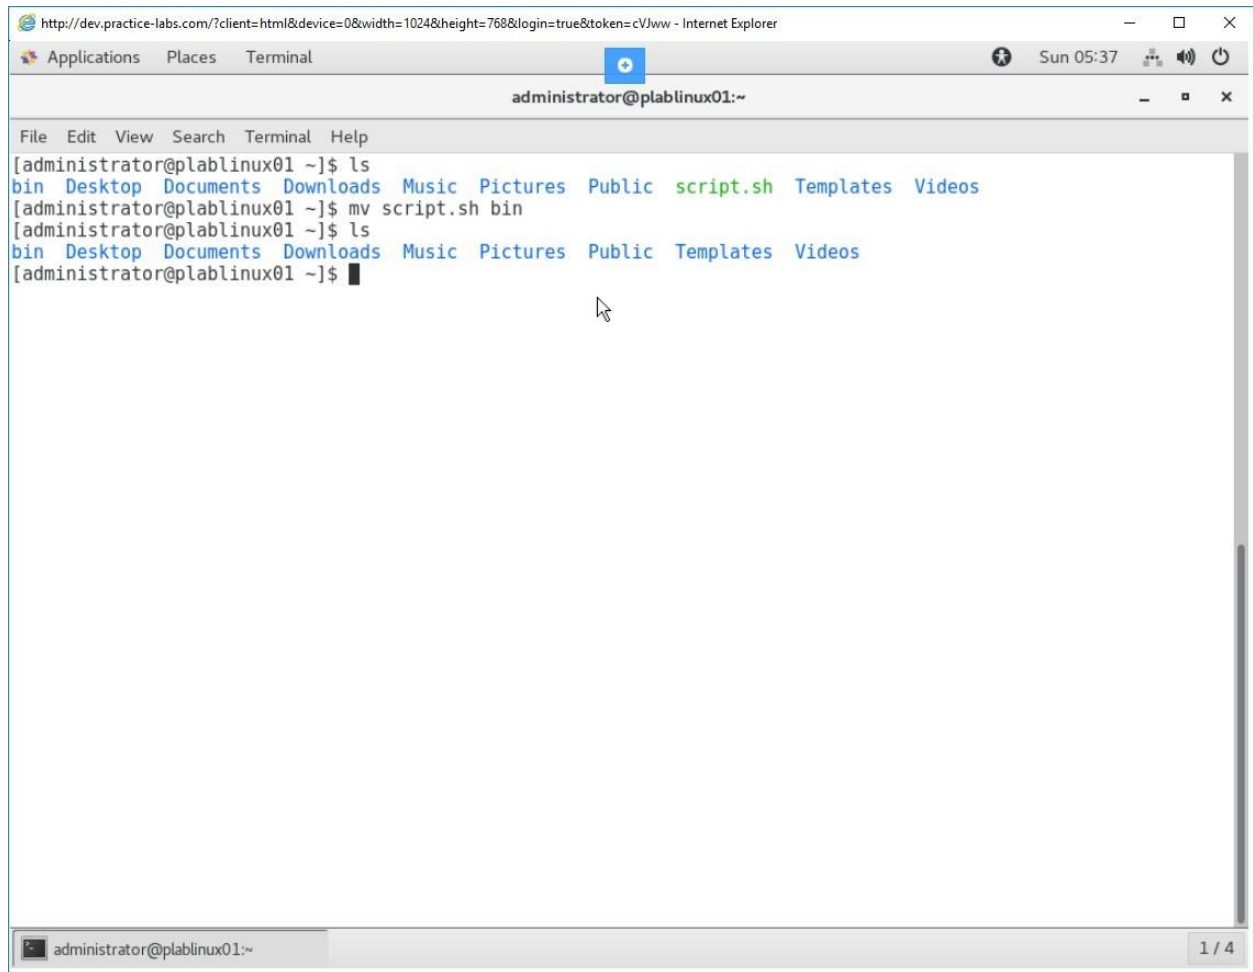 http://dev.practice-labs.com/?client=html&device=0&width=1024&height=768&login=true&token=cVJww - Internet Explorer
Applications Places Terminal Sun 05:37
administrator@plablinux01:~
File Edit View Search Terminal Help
[administrator@plablinux01 ~]$ ls
bin Desktop Documents Downloads Music Pictures Public script.sh Templates Videos
[administrator@plablinux01 ~]$ mv script.sh bin
[administrator@plablinux01 ~]$ ls
bin Desktop Documents Downloads Music Pictures Public Templates Videos
[administrator@plablinux01 ~]$
administrator@plablinux01:~ 1 / 4